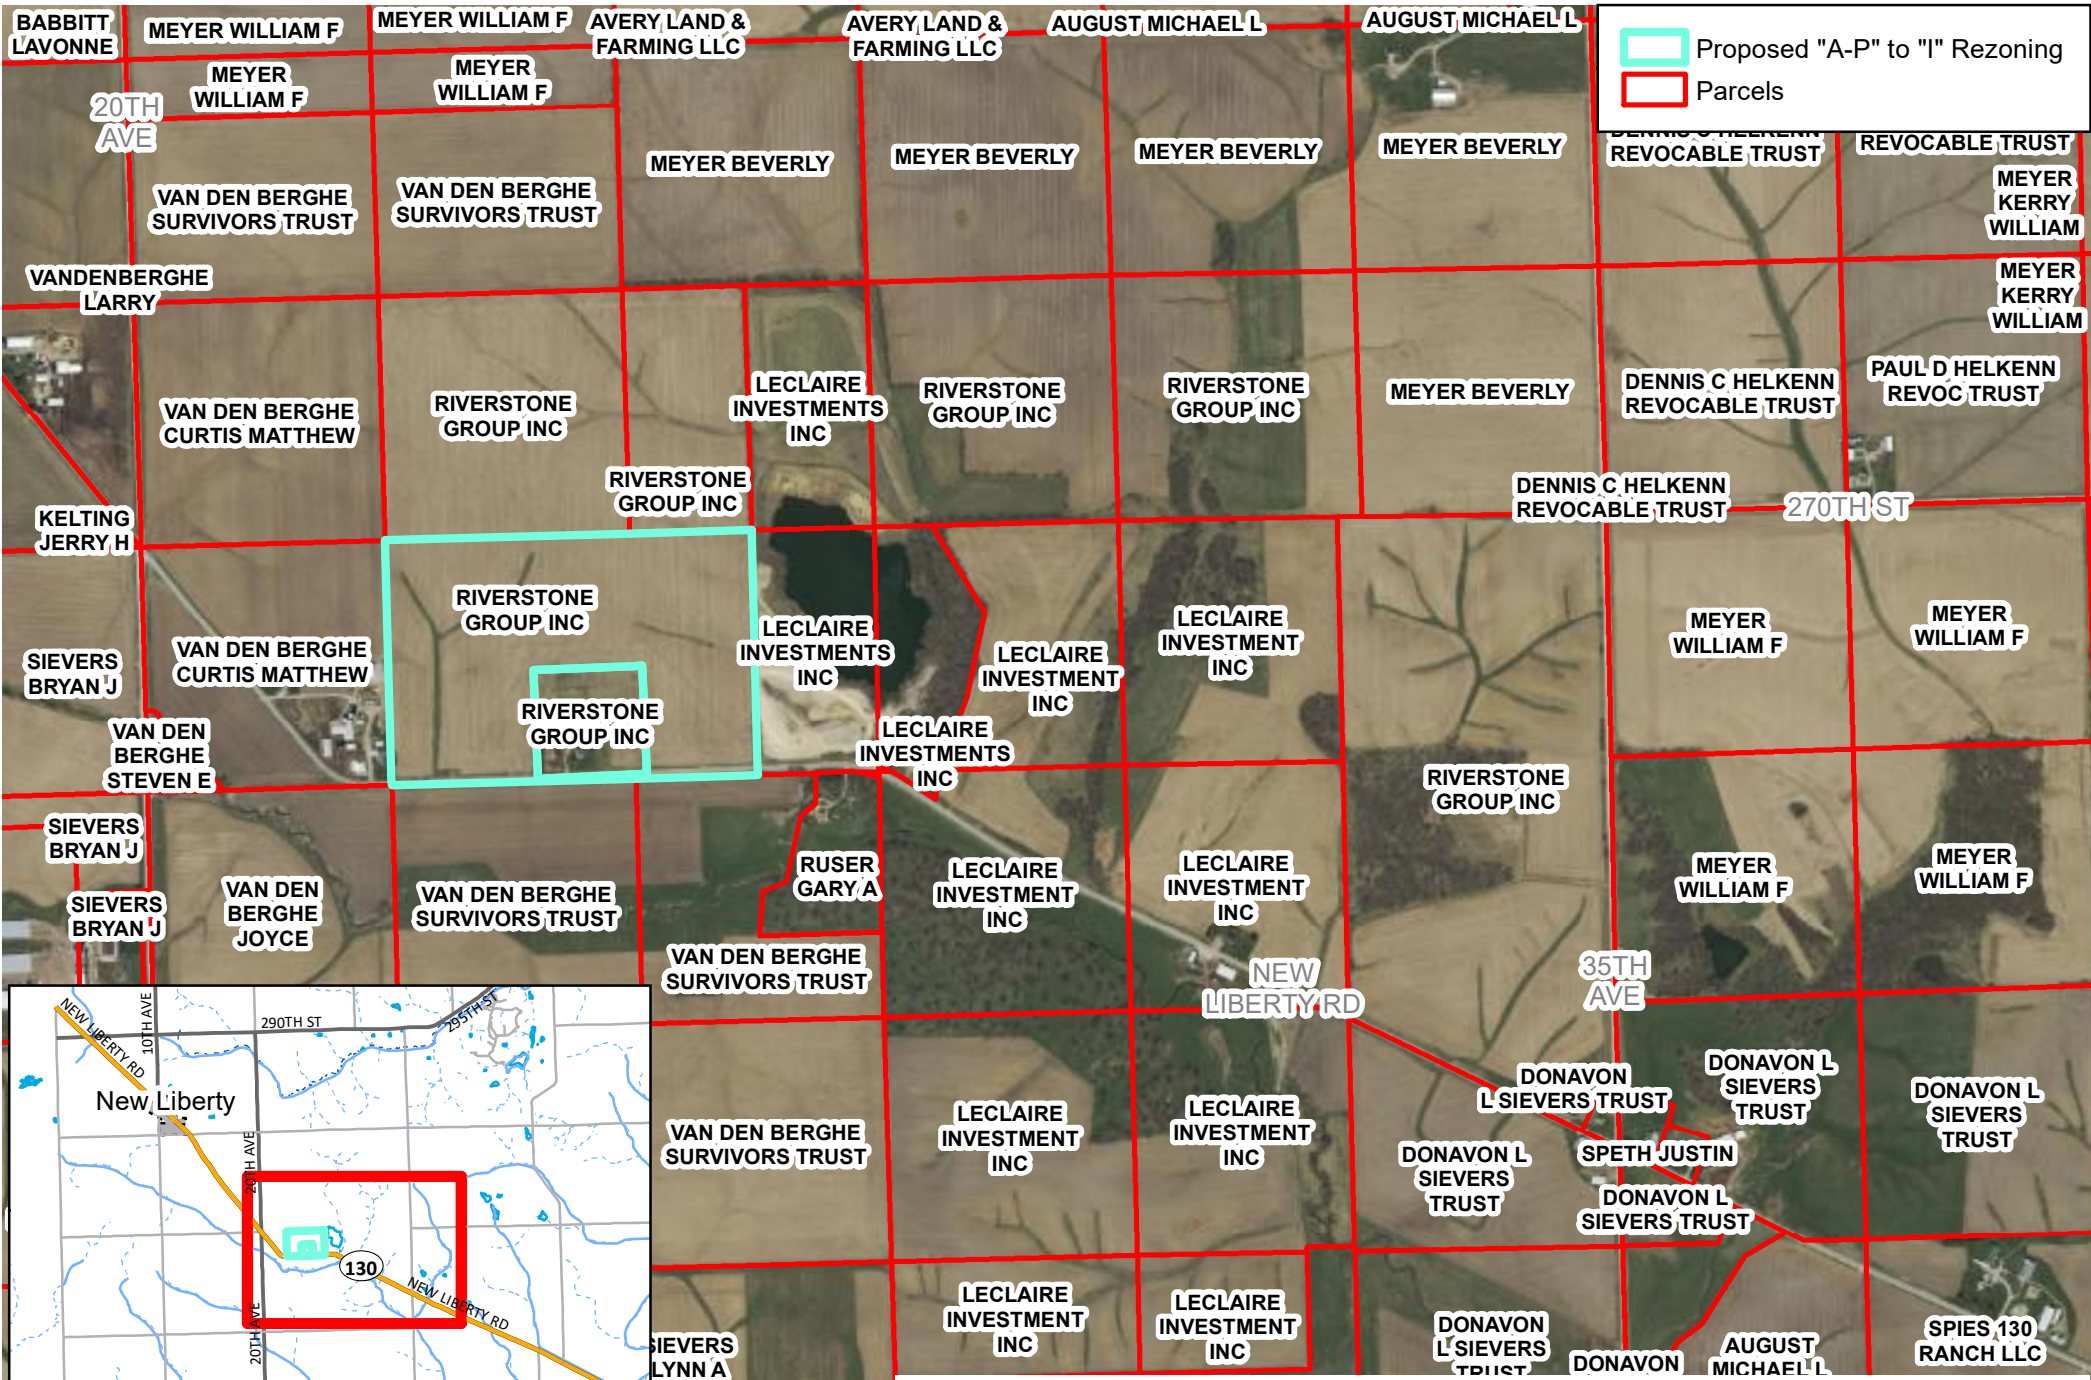 BABBITT
LAVONNE
MEYER WILLIAM F
MEYER WILLIAM F
AVERY LAND &
FARMING LLC
AVERY LAND &
FARMING LLC
AUGUST MICHAEL L
AUGUST MICHAEL L
Proposed "A-P" to "I" Rezoning
Parcels
MEYER
WILLIAM F
MEYER
WILLIAM F
20TH
AVE
MEYER BEVERLY
MEYER BEVERLY
MEYER BEVERLY
MEYER BEVERLY
DENNIS C HELKENN
REVOCABLE TRUST
REVOCABLE TRUST
MEYER
KERRY
WILLIAM
VAN DEN BERGHE
SURVIVORS TRUST
VAN DEN BERGHE
SURVIVORS TRUST
VANDENBERGHE
LARRY
MEYER
KERRY
WILLIAM
VAN DEN BERGHE
CURTIS MATTHEW
RIVERSTONE
GROUP INC
LECLAIRE
INVESTMENTS
INC
RIVERSTONE
GROUP INC
RIVERSTONE
GROUP INC
MEYER BEVERLY
DENNIS C HELKENN
REVOCABLE TRUST
PAUL D HELKENN
REVOC TRUST
RIVERSTONE
GROUP INC
DENNIS C HELKENN
REVOCABLE TRUST
270TH ST
KELTING
JERRY H
RIVERSTONE
GROUP INC
LECLAIRE
INVESTMENTS
INC
LECLAIRE
INVESTMENT
INC
LECLAIRE
INVESTMENT
INC
MEYER
WILLIAM F
MEYER
WILLIAM F
SIEVERS
BRYAN J
VAN DEN BERGHE
CURTIS MATTHEW
RIVERSTONE
GROUP INC
LECLAIRE
INVESTMENTS
INC
VAN DEN
BERGHE
STEVEN E
RIVERSTONE
GROUP INC
SIEVERS
BRYAN J
SIEVERS
BRYAN J
VAN DEN
BERGHE
JOYCE
VAN DEN BERGHE
SURVIVORS TRUST
RUSER
GARY A
LECLAIRE
INVESTMENT
INC
LECLAIRE
INVESTMENT
INC
MEYER
WILLIAM F
MEYER
WILLIAM F
VAN DEN BERGHE
SURVIVORS TRUST
NEW
LIBERTY RD
35TH
AVE
VAN DEN BERGHE
SURVIVORS TRUST
LECLAIRE
INVESTMENT
INC
LECLAIRE
INVESTMENT
INC
DONAVON L
SIEVERS
TRUST
DONAVON
L SIEVERS TRUST
DONAVON L
SIEVERS
TRUST
DONAVON L
SIEVERS
TRUST
SPETH JUSTIN
DONAVON L
SIEVERS TRUST
SIEVERS
LYNN A
LECLAIRE
INVESTMENT
INC
LECLAIRE
INVESTMENT
INC
DONAVON
L SIEVERS
TRUST
DONAVON
AUGUST
MICHAEL L
SPIES 130
RANCH LLC
NEW LIBERTY RD
10TH AVE
290TH ST
295TH ST
New Liberty
20TH AVE
130
NEW LIBERTY RD
20TH AVE